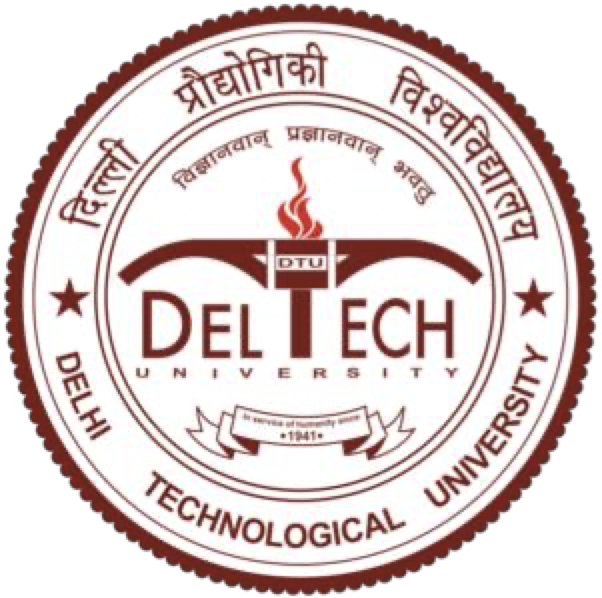 दिल्ली प्रौद्योगिकी विश्वविद्यालय
विज्ञानवान् प्रज्ञानवान् भवतु
DTU
DELTECH
UNIVERSITY
In service of humanity since
•1941•
DELHI TECHNOLOGICAL UNIVERSITY